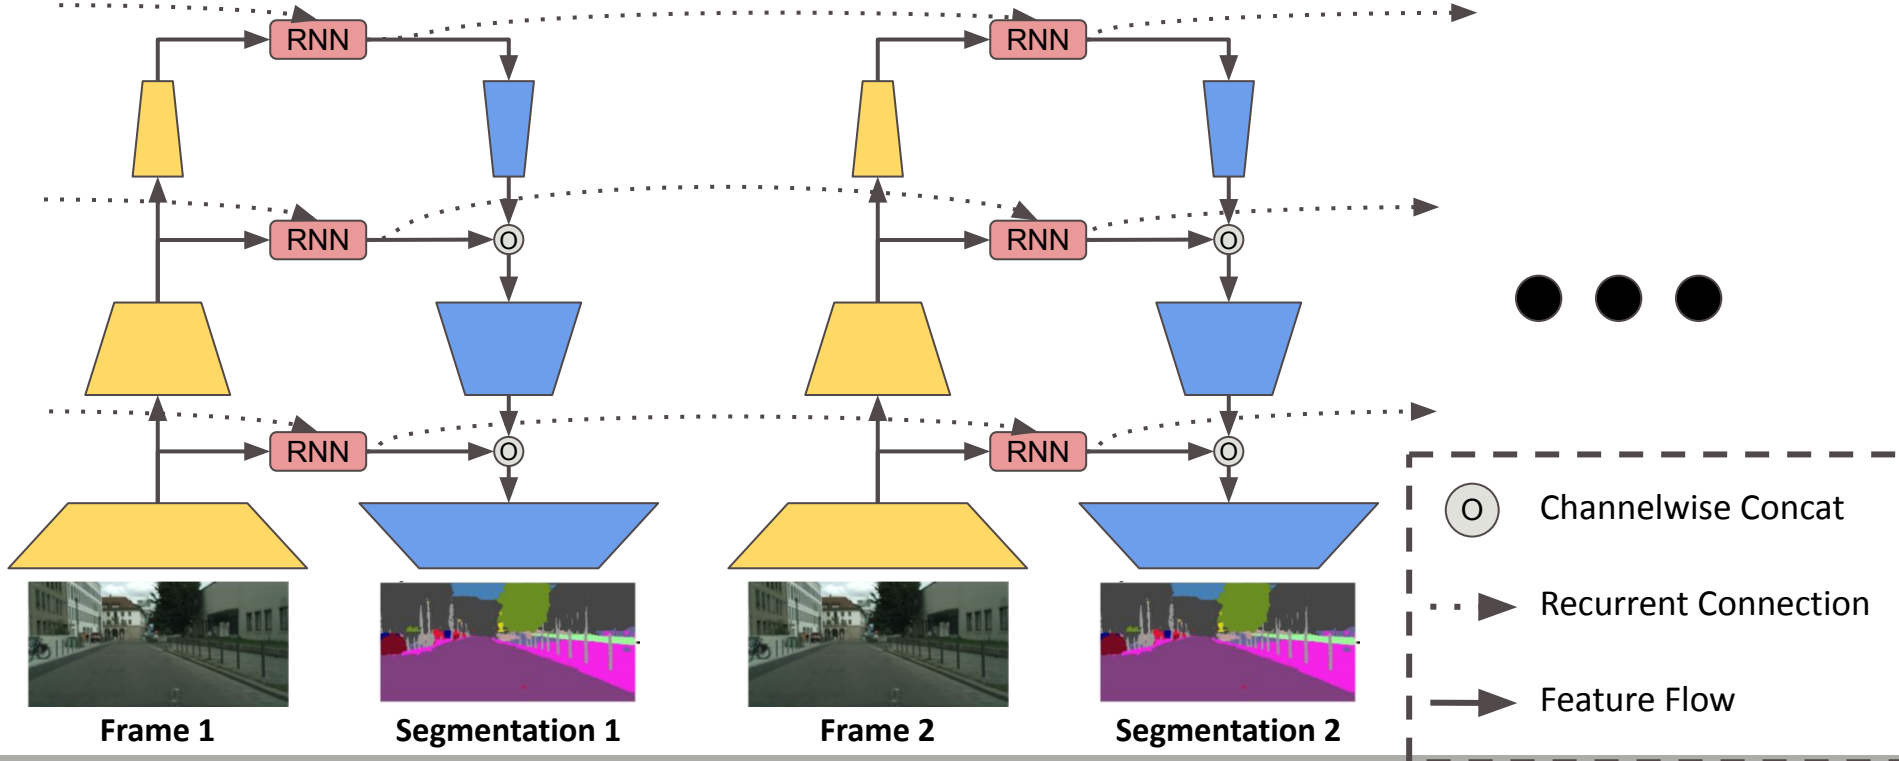 RNN
RNN
RNN
O
RNN
O
RNN
RNN
O
RNN
O
O Channelwise Concat
Recurrent Connection
Feature Flow
Frame 1
Segmentation 1
Frame 2
Segmentation 2